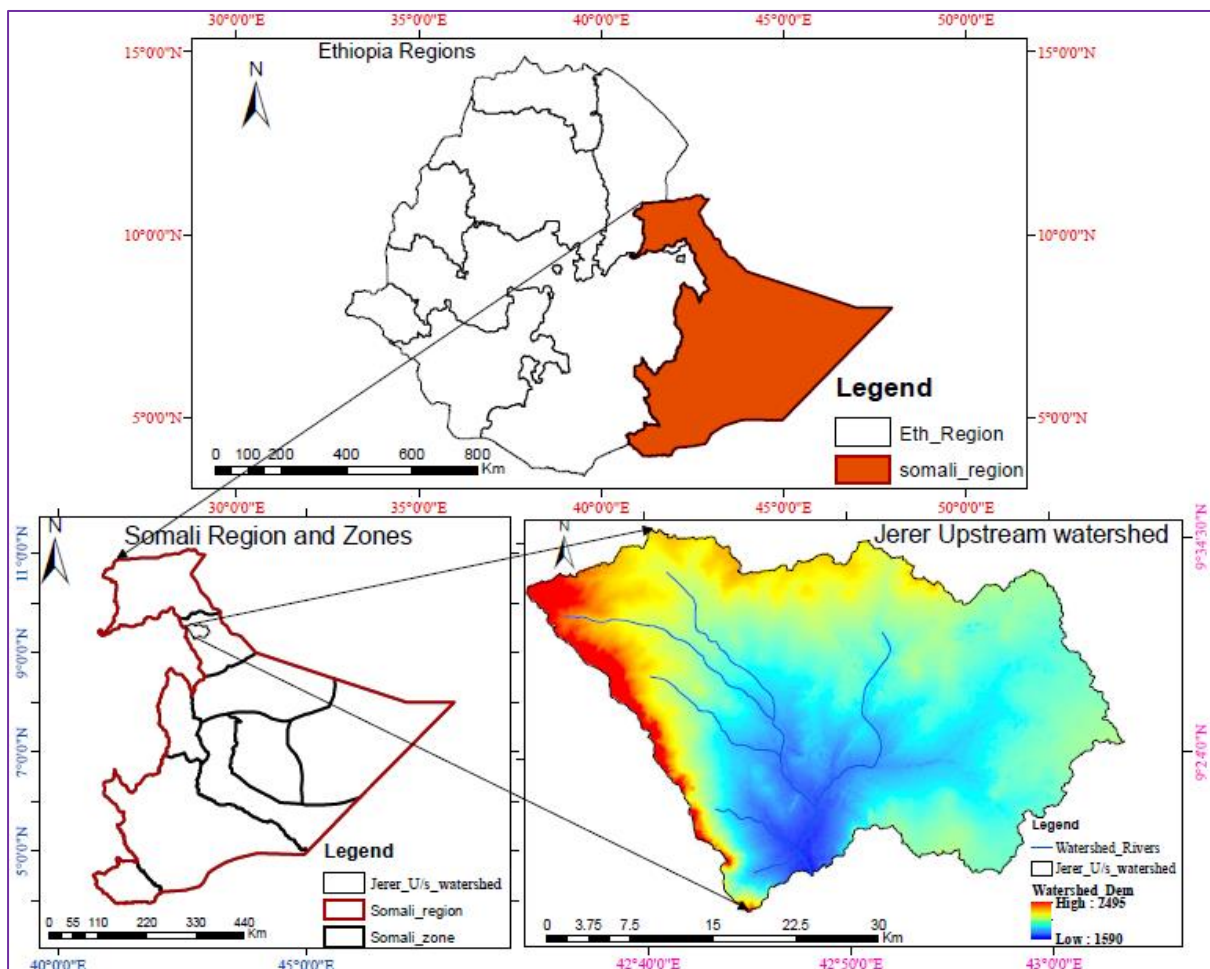 30°0'0"E 35°0'0"E 40°0'0"E 45°0'0"E 50°0'0"E
15°0'0"N 15°0'0"N
Ethiopia Regions
N
10°0'0"N 10°0'0"N
5°0'0"N 5°0'0"N
Legend
Eth_Region
somali_region
0 100 200 400 600 800
Km
30°0'0"E 35°0'0"E 40°0'0"E 45°0'0"E 50°0'0"E
Somali Region and Zones
N
11°0'0"N
9°0'0"N
7°0'0"N
5°0'0"N
Legend
Jerer_U/s_watershed
Somali_region
Somali_zone
0 55 110 220 330 440
Km
40°0'0"E 45°0'0"E
Jerer Upstream watershed
N
9°34'30"N
9°24'0"N
Legend
Watershed_Rivers
Jerer_U/s_watershed
Watershed_Dem
High : 2495
Low : 1590
0 3.75 7.5 15 22.5 30
Km
42°40'0"E 42°50'0"E 43°0'0"E